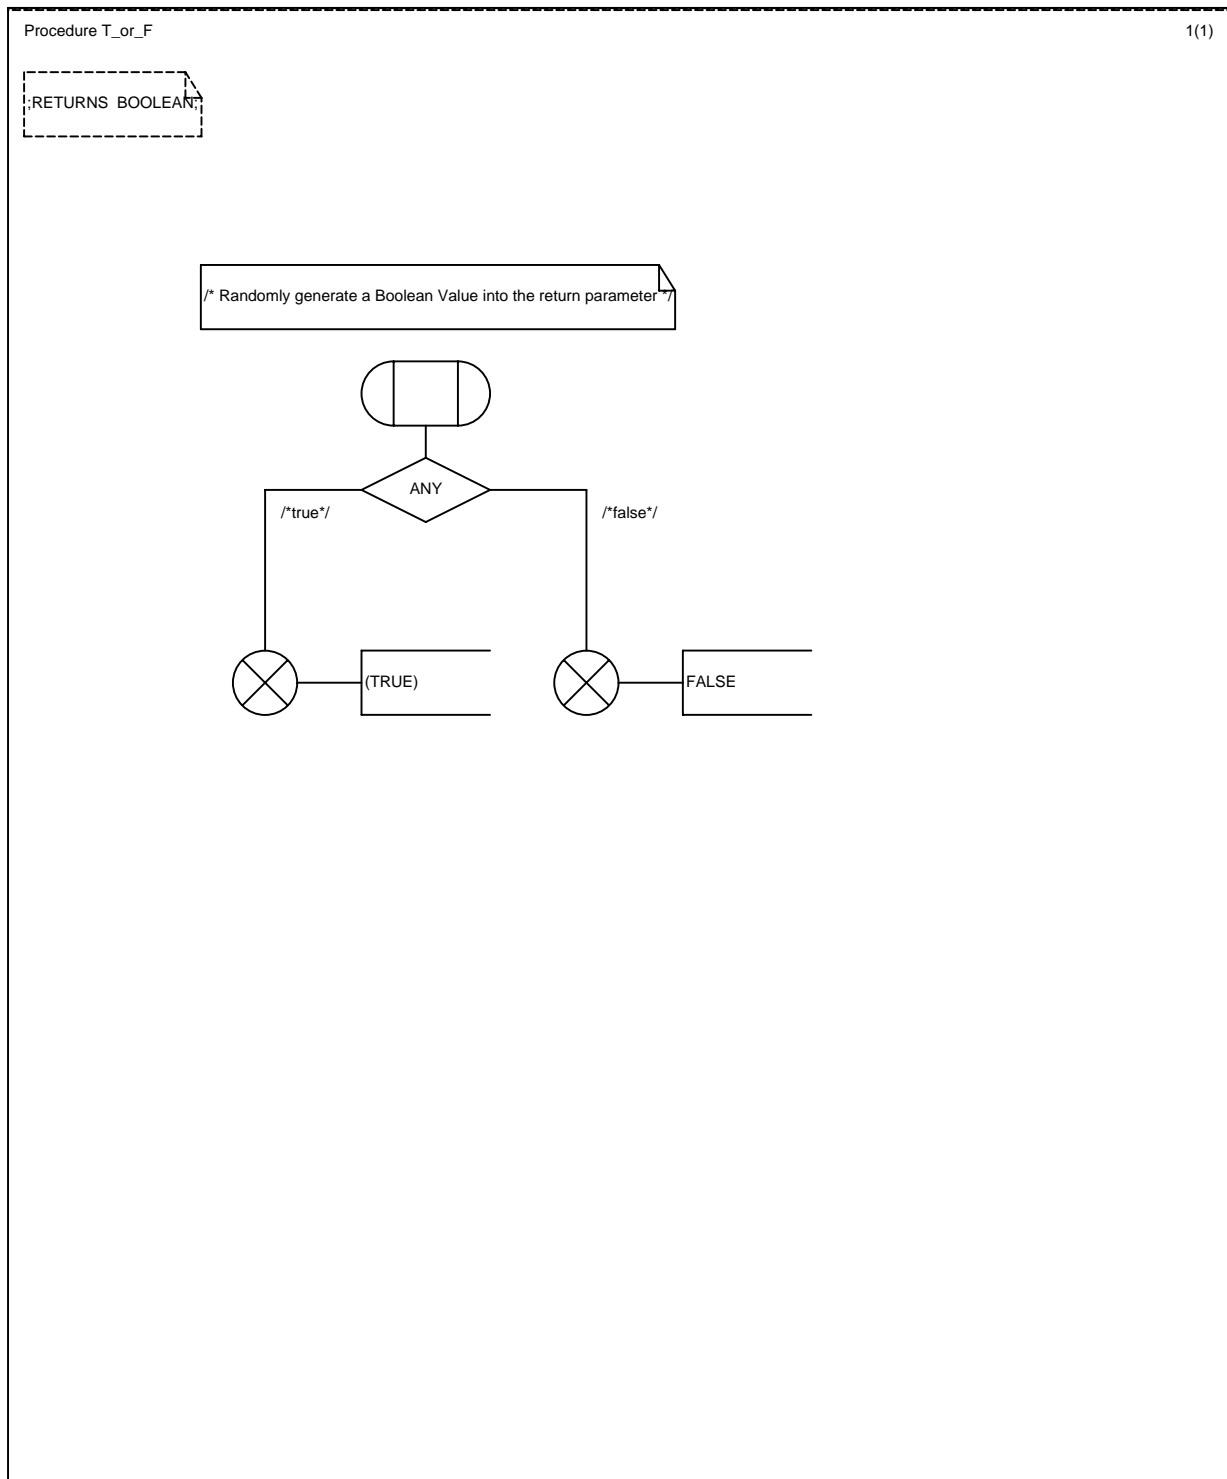 Procedure T_or_F
1(1)
;RETURNS  BOOLEAN;
/* Randomly generate a Boolean Value into the return parameter */
ANY
/*true*/
/*false*/
(TRUE)
FALSE